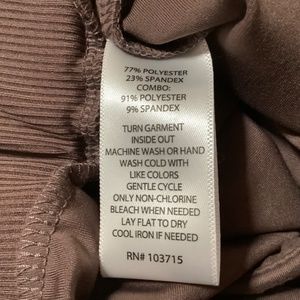 77% POLYESTER
23% SPANDEX
COMBO:
91% POLYESTER
9% SPANDEX
TURN GARMENT
INSIDE OUT
MACHINE WASH OR HAND
WASH COLD WITH
LIKE COLORS
GENTLE CYCLE
ONLY NON-CHLORINE
BLEACH WHEN NEEDED
LAY FLAT TO DRY
COOL IRON IF NEEDED
RN# 103715